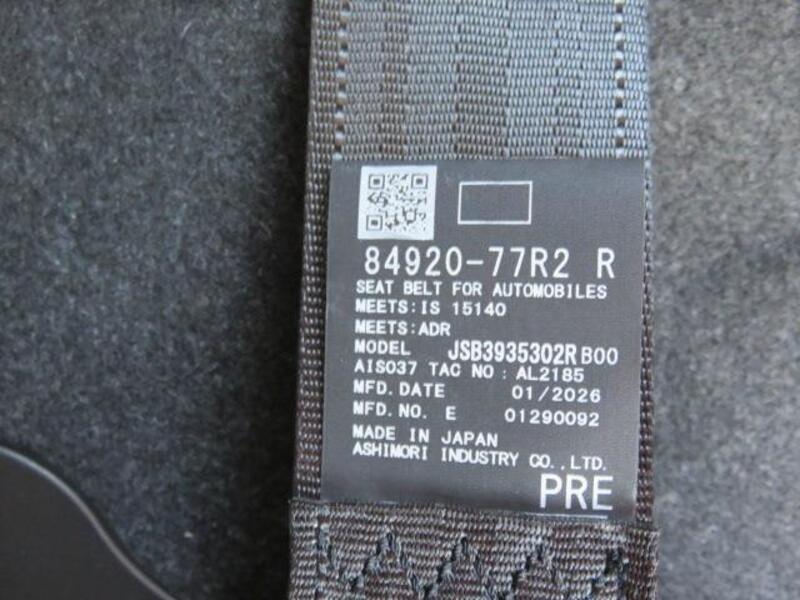 84920-77R2 R
SEAT BELT FOR AUTOMOBILES
MEETS:IS 15140
MEETS:ADR
MODEL JSB3935302R B00
AIS037 TAC NO : AL2185
MFD. DATE 01/2026
MFD. NO. E 01290092
MADE IN JAPAN
ASHIMORI INDUSTRY CO., LTD.
PRE